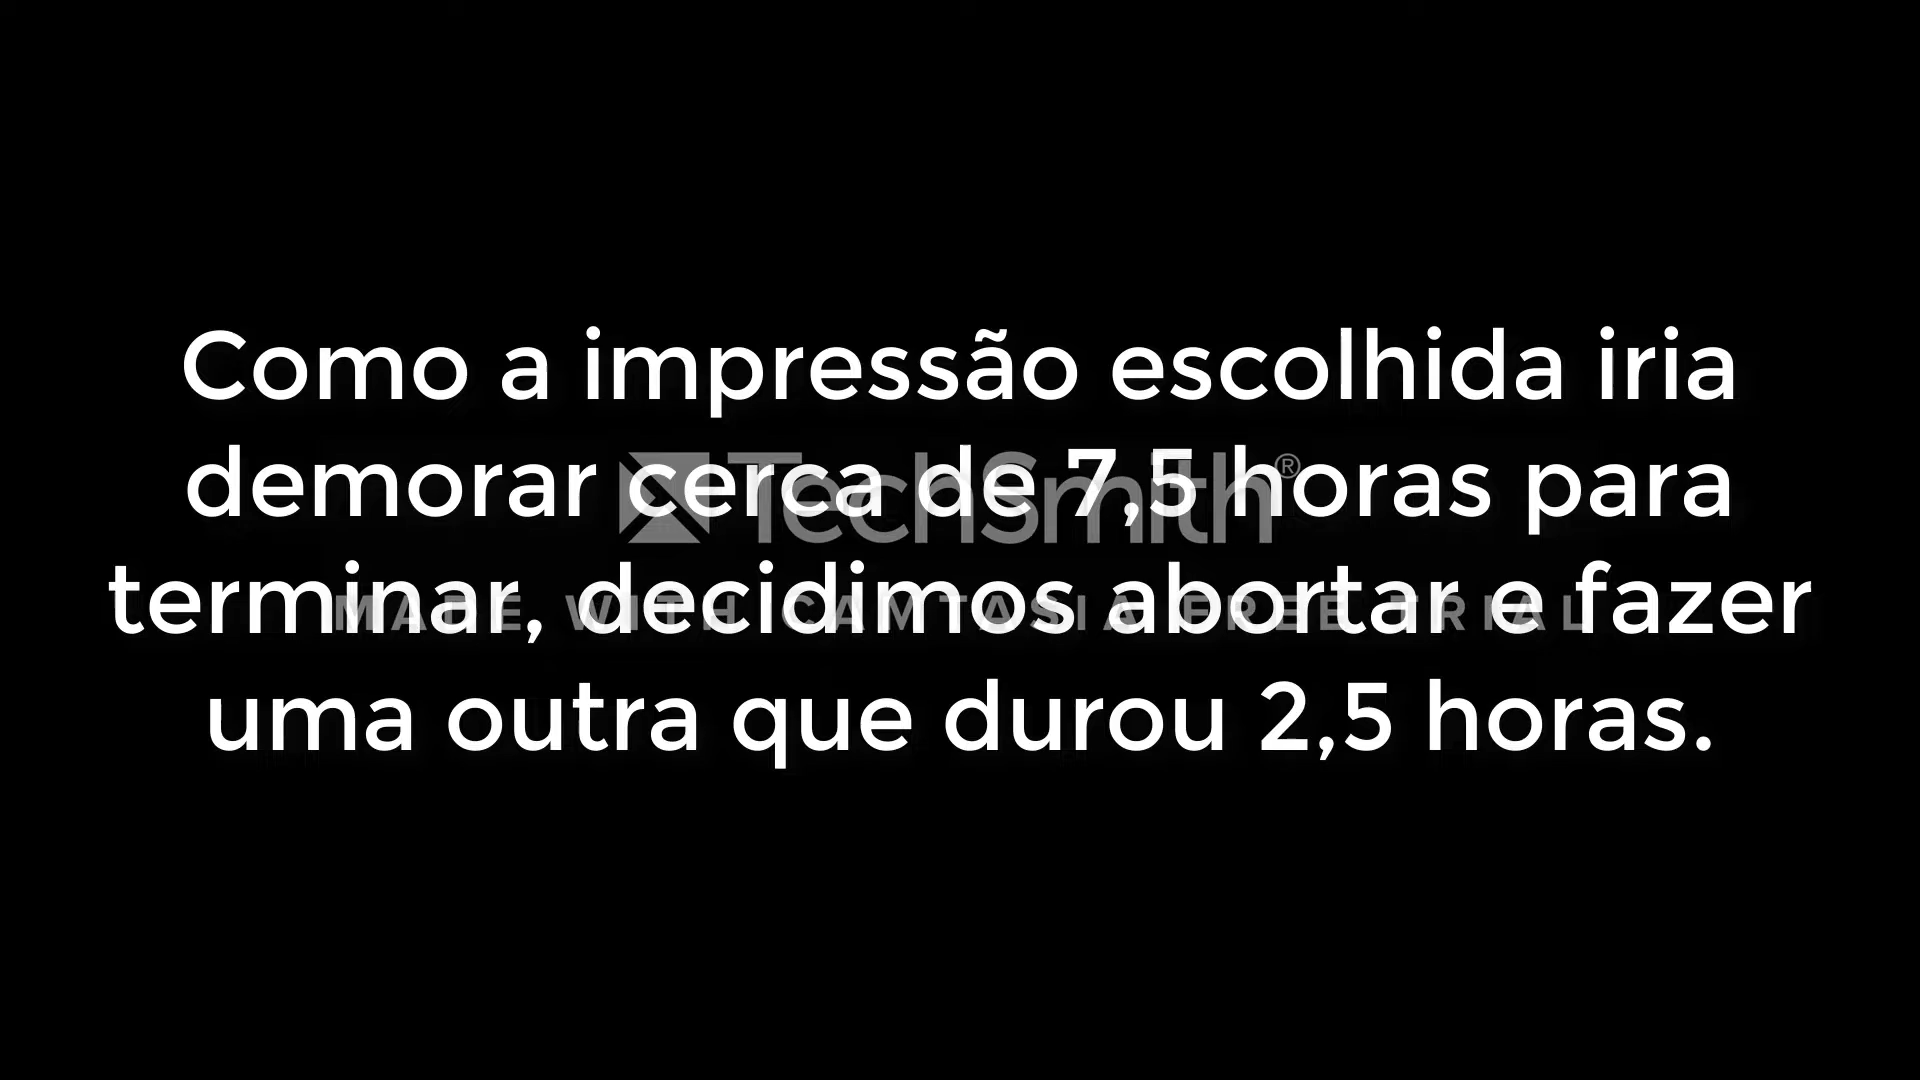 Como a impressão escolhida iria
demorar cerca de 7,5 horas para
TechSmith®
terminar, decidimos abortar e fazer
MADE WITH CAMTASIA FREE TRIAL
uma outra que durou 2,5 horas.